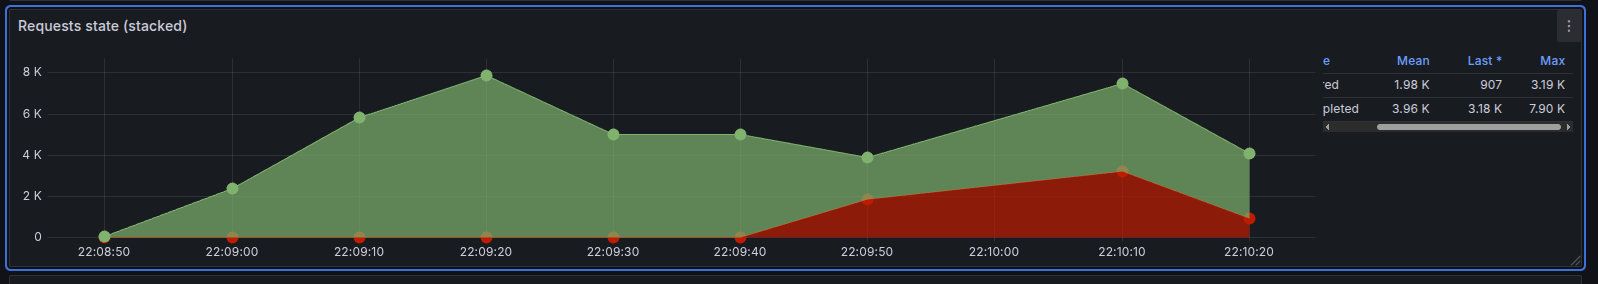 Requests state (stacked)
e Mean Last * Max
red 1.98 K 907 3.19 K
pleted 3.96 K 3.18 K 7.90 K
8 K
6 K
4 K
2 K
0
22:08:50 22:09:00 22:09:10 22:09:20 22:09:30 22:09:40 22:09:50 22:10:00 22:10:10 22:10:20